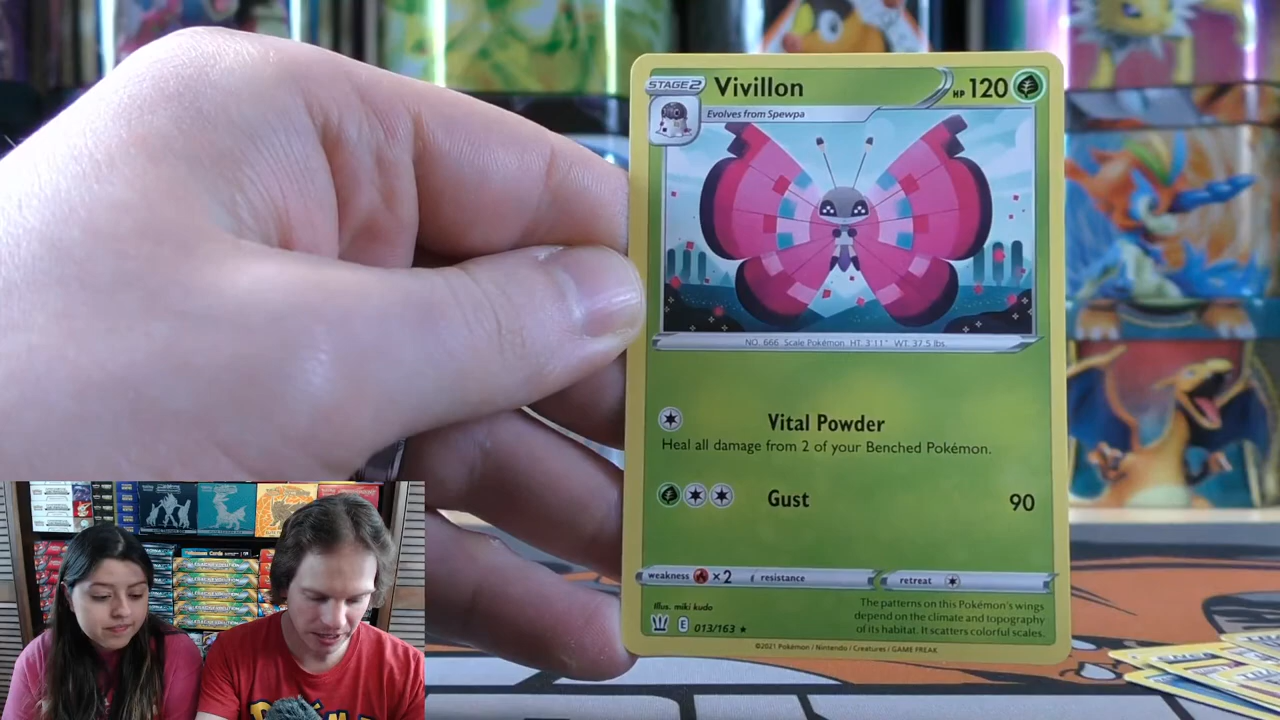 STAGE 2 Vivillon HP 120
Evolves from Spewpa
NO. 666 Scale Pokémon HT. 3'11" WT. 37.5 lbs.
Vital Powder
Heal all damage from 2 of your Benched Pokémon.
Gust 90
weakness ×2 resistance retreat
Illus. miki kudo
E 013/163 ★
The patterns on this Pokémon's wings
depend on the climate and topography
of its habitat. It scatters colorful scales.
©2021 Pokémon / Nintendo / Creatures / GAME FREAK